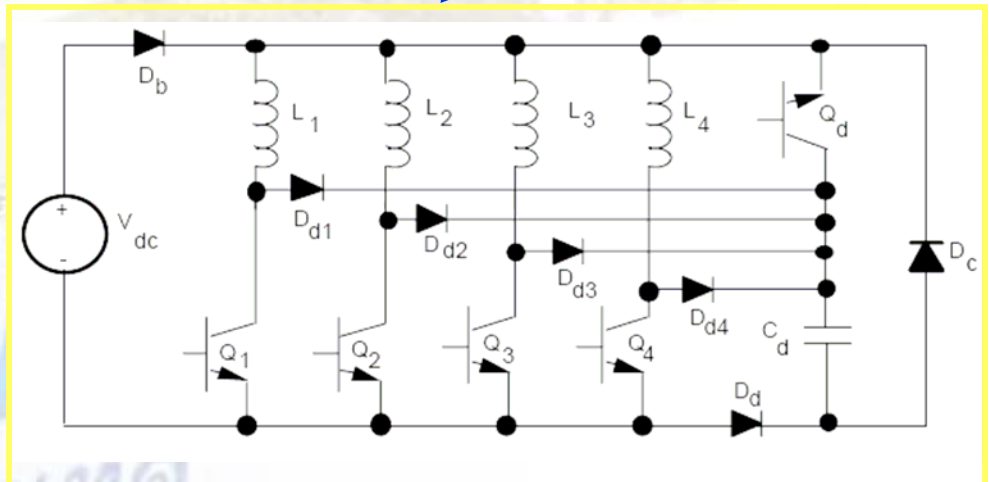 D_b
L_1
L_2
L_3
L_4
Q_d
+
V_dc
-
D_d1
D_d2
D_d3
D_d4
D_c
C_d
Q_1
Q_2
Q_3
Q_4
D_d